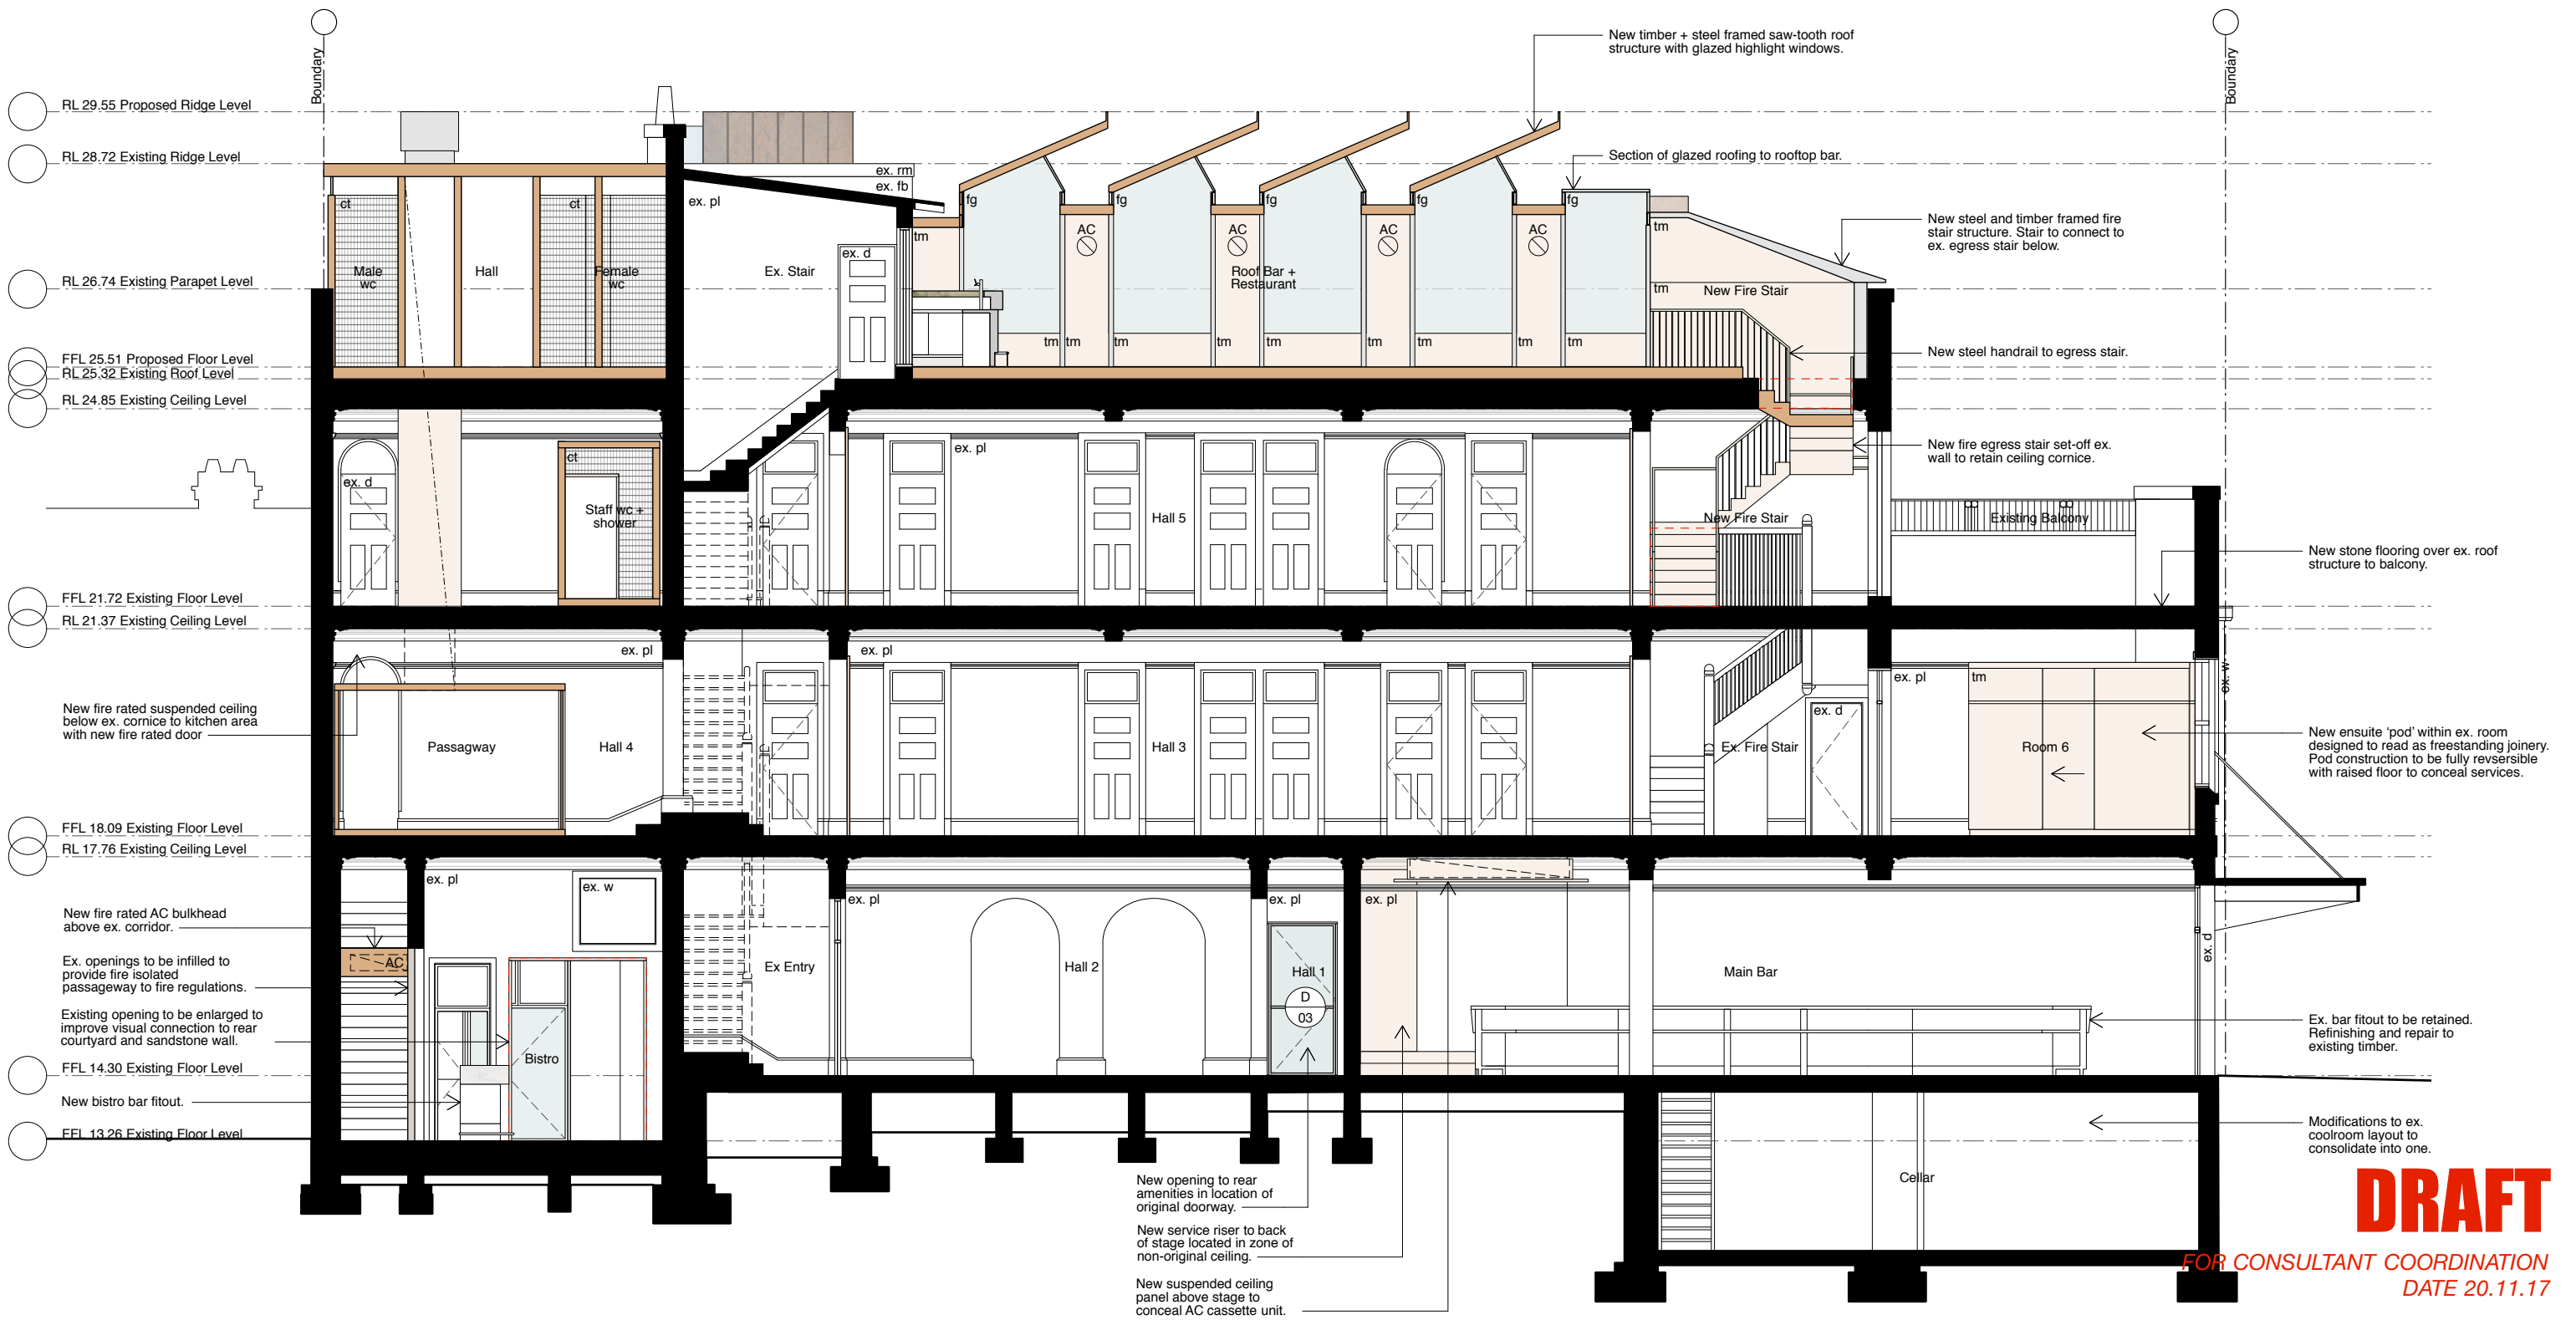 Boundary
Boundary
New timber + steel framed saw-tooth roof
structure with glazed highlight windows.
RL 29.55 Proposed Ridge Level
RL 28.72 Existing Ridge Level
Section of glazed roofing to rooftop bar.
ex. rm
ex. fb
ct
ct
ex. pl
fg
fg
fg
fg
fg
New steel and timber framed fire
stair structure. Stair to connect to
ex. egress stair below.
tm
tm
AC
AC
AC
AC
ex. d
Male
wc
Hall
Female
wc
Ex. Stair
Roof Bar +
Restaurant
RL 26.74 Existing Parapet Level
tm
New Fire Stair
tm
tm
tm
tm
tm
tm
tm
tm
tm
New steel handrail to egress stair.
FFL 25.51 Proposed Floor Level
RL 25.32 Existing Roof Level
RL 24.85 Existing Ceiling Level
ex. pl
New fire egress stair set-off ex.
wall to retain ceiling cornice.
ct
ex. d
Staff wc +
shower
Hall 5
New Fire Stair
Existing Balcony
New stone flooring over ex. roof
structure to balcony.
FFL 21.72 Existing Floor Level
RL 21.37 Existing Ceiling Level
ex. pl
ex. pl
ex. pl
tm
ex. w
New fire rated suspended ceiling
below ex. cornice to kitchen area
with new fire rated door
ex. d
Passagway
Hall 4
Hall 3
Ex. Fire Stair
Room 6
New ensuite ‘pod’ within ex. room
designed to read as freestanding joinery.
Pod construction to be fully revsersible
with raised floor to conceal services.
FFL 18.09 Existing Floor Level
RL 17.76 Existing Ceiling Level
ex. pl
ex. w
ex. pl
ex. pl
ex. pl
New fire rated AC bulkhead
above ex. corridor.
ex. d
AC
Ex. openings to be infilled to
provide fire isolated
passageway to fire regulations.
Ex Entry
Hall 2
Hall 1
Main Bar
D
03
Existing opening to be enlarged to
improve visual connection to rear
courtyard and sandstone wall.
Ex. bar fitout to be retained.
Refinishing and repair to
existing timber.
Bistro
FFL 14.30 Existing Floor Level
New bistro bar fitout.
FFL 13.26 Existing Floor Level
Modifications to ex.
coolroom layout to
consolidate into one.
Cellar
New opening to rear
amenities in location of
original doorway.
New service riser to back
of stage located in zone of
non-original ceiling.
New suspended ceiling
panel above stage to
conceal AC cassette unit.
DRAFT
FOR CONSULTANT COORDINATION
DATE 20.11.17